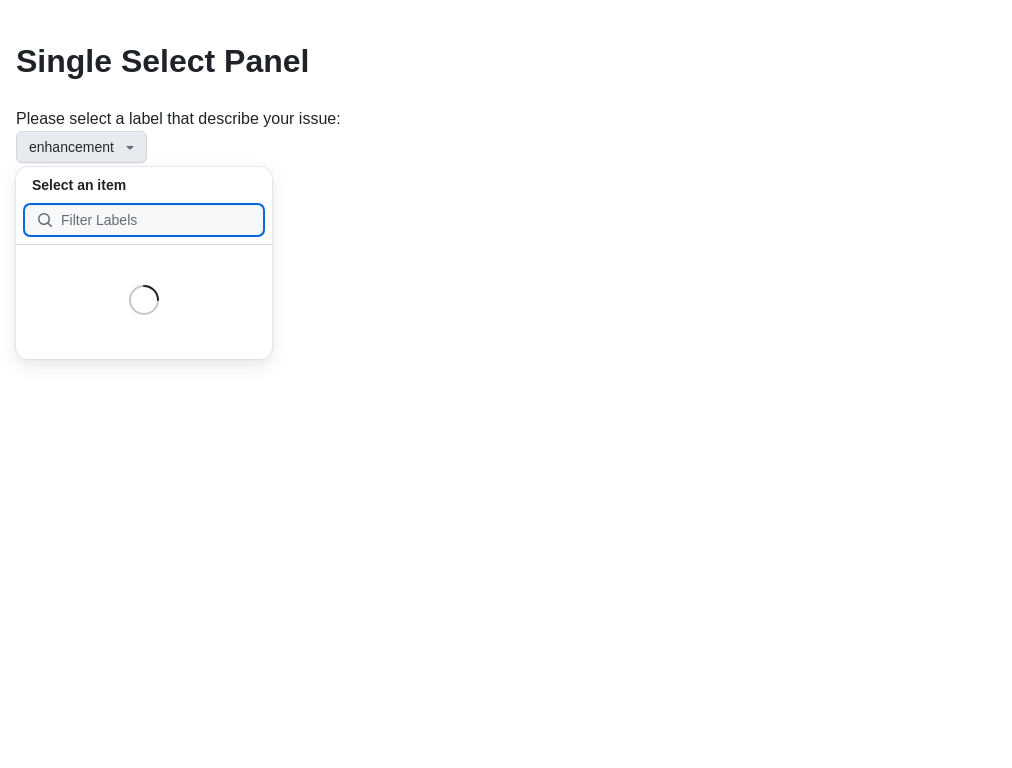 Single Select Panel
Please select a label that describe your issue:
enhancement
Select an item
Filter Labels